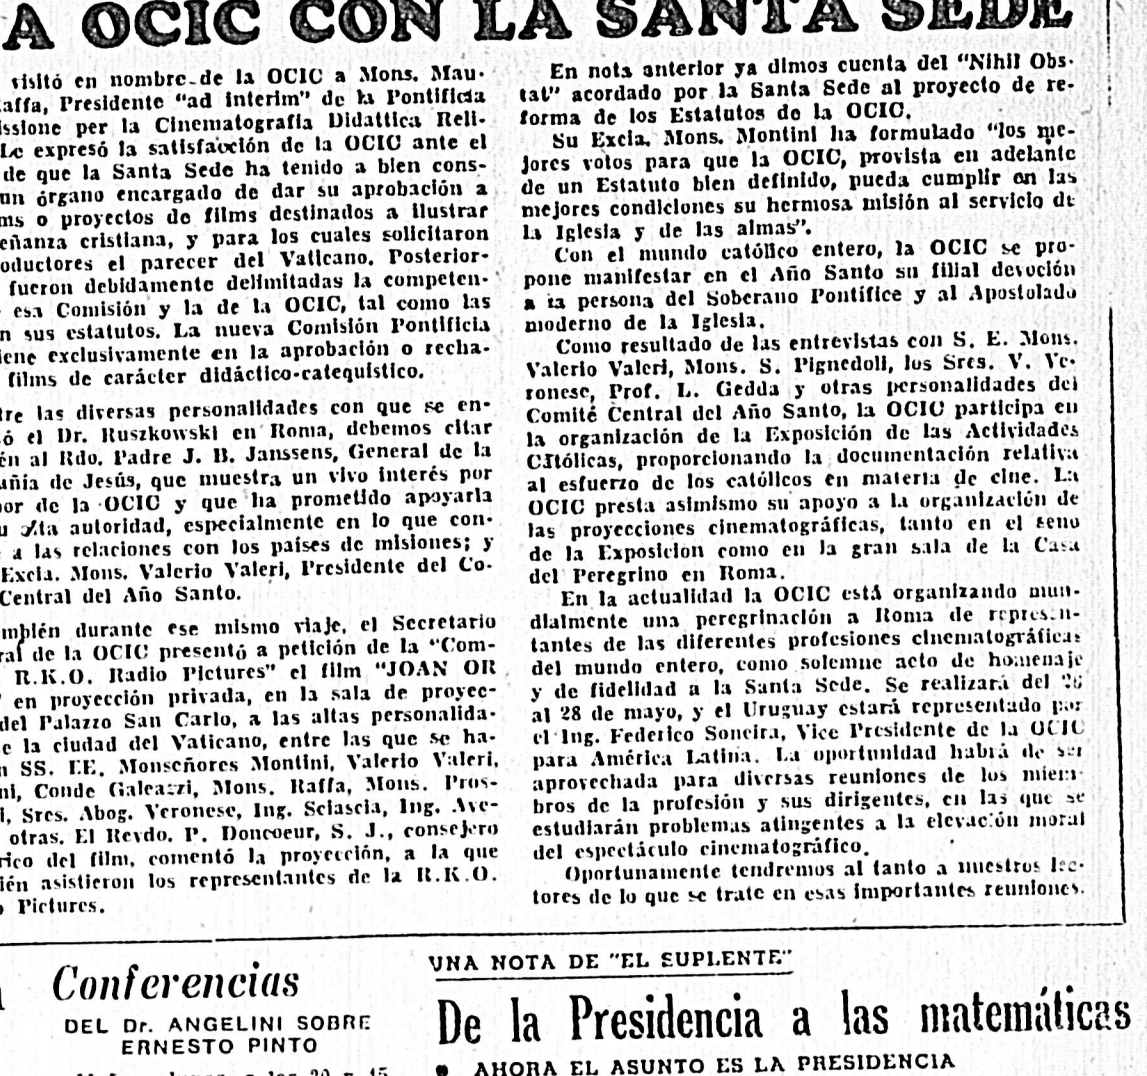 A OCIC CON LA SANTA SEDE
visitó en nombre de la OCIC a Mons. Mau-
affa, Presidente "ad interim" de la Pontificia
issione per la Cinematografia Didattica Reli-
Le expresó la satisfacción de la OCIC ante el
de que la Santa Sede ha tenido a bien cons-
un órgano encargado de dar su aprobación a
ms o proyectos de films destinados a ilustrar
eñanza cristiana, y para los cuales solicitaron
oductores el parecer del Vaticano. Posterior-
fueron debidamente delimitadas la competen-
esa Comisión y la de la OCIC, tal como las
n sus estatutos. La nueva Comisión Pontificia
iene exclusivamente en la aprobación o recha-
films de carácter didáctico-catequístico.
tre las diversas personalidades con que se en-
ó el Dr. Ruszkowski en Roma, debemos citar
én al Rdo. Padre J. B. Janssens, General de la
añía de Jesús, que muestra un vivo interés por
bor de la OCIC y que ha prometido apoyarla
u alta autoridad, especialmente en lo que con-
a las relaciones con los países de misiones; y
Excia. Mons. Valerio Valeri, Presidente del Co-
Central del Año Santo.
mbién durante ese mismo viaje, el Secretario
ral de la OCIC presentó a petición de la "Com-
R.K.O. Radio Pictures" el film "JOAN OR
en proyección privada, en la sala de proyec-
del Palazzo San Carlo, a las altas personalida-
e la ciudad del Vaticano, entre las que se ha-
n SS. EE. Monseñores Montini, Valerio Valeri,
ni, Conde Galeazzi, Mons. Raffa, Mons. Pros-
i, Sres. Abog. Veronese, Ing. Sciascia, Ing. Ave-
otras. El Revdo. P. Doncoeur, S. J., consejero
rico del film, comentó la proyección, a la que
ién asistieron los representantes de la R.K.O.
o Pictures.
En nota anterior ya dimos cuenta del "Nihil Obs-
tat" acordado por la Santa Sede al proyecto de re-
forma de los Estatutos de la OCIC.
Su Excia. Mons. Montini ha formulado "los me-
jores votos para que la OCIC, provista en adelante
de un Estatuto bien definido, pueda cumplir en las
mejores condiciones su hermosa misión al servicio de
la Iglesia y de las almas".
Con el mundo católico entero, la OCIC se pro-
pone manifestar en el Año Santo su filial devoción
a la persona del Soberano Pontífice y al Apostolado
moderno de la Iglesia.
Como resultado de las entrevistas con S. E. Mons.
Valerio Valeri, Mons. S. Pignedoli, los Sres. V. Ve-
ronese, Prof. L. Gedda y otras personalidades del
Comité Central del Año Santo, la OCIC participa en
la organización de la Exposición de las Actividades
Católicas, proporcionando la documentación relativa
al esfuerzo de los católicos en materia de cine. La
OCIC presta asimismo su apoyo a la organización de
las proyecciones cinematográficas, tanto en el seno
de la Exposición como en la gran sala de la Casa
del Peregrino en Roma.
En la actualidad la OCIC está organizando mun-
dialmente una peregrinación a Roma de represen-
tantes de las diferentes profesiones cinematográficas
del mundo entero, como solemne acto de homenaje
y de fidelidad a la Santa Sede. Se realizará del 26
al 28 de mayo, y el Uruguay estará representado por
el Ing. Federico Soneira, Vice Presidente de la OCIC
para América Latina. La oportunidad habrá de ser
aprovechada para diversas reuniones de los miem-
bros de la profesión y sus dirigentes, en las que se
estudiarán problemas atingentes a la elevación moral
del espectáculo cinematográfico.
Oportunamente tendremos al tanto a nuestros lec-
tores de lo que se trate en esas importantes reuniones.
Conferencias
DEL Dr. ANGELINI SOBRE
ERNESTO PINTO
UNA NOTA DE "EL SUPLENTE"
De la Presidencia a las matemáticas
● AHORA EL ASUNTO ES LA PRESIDENCIA